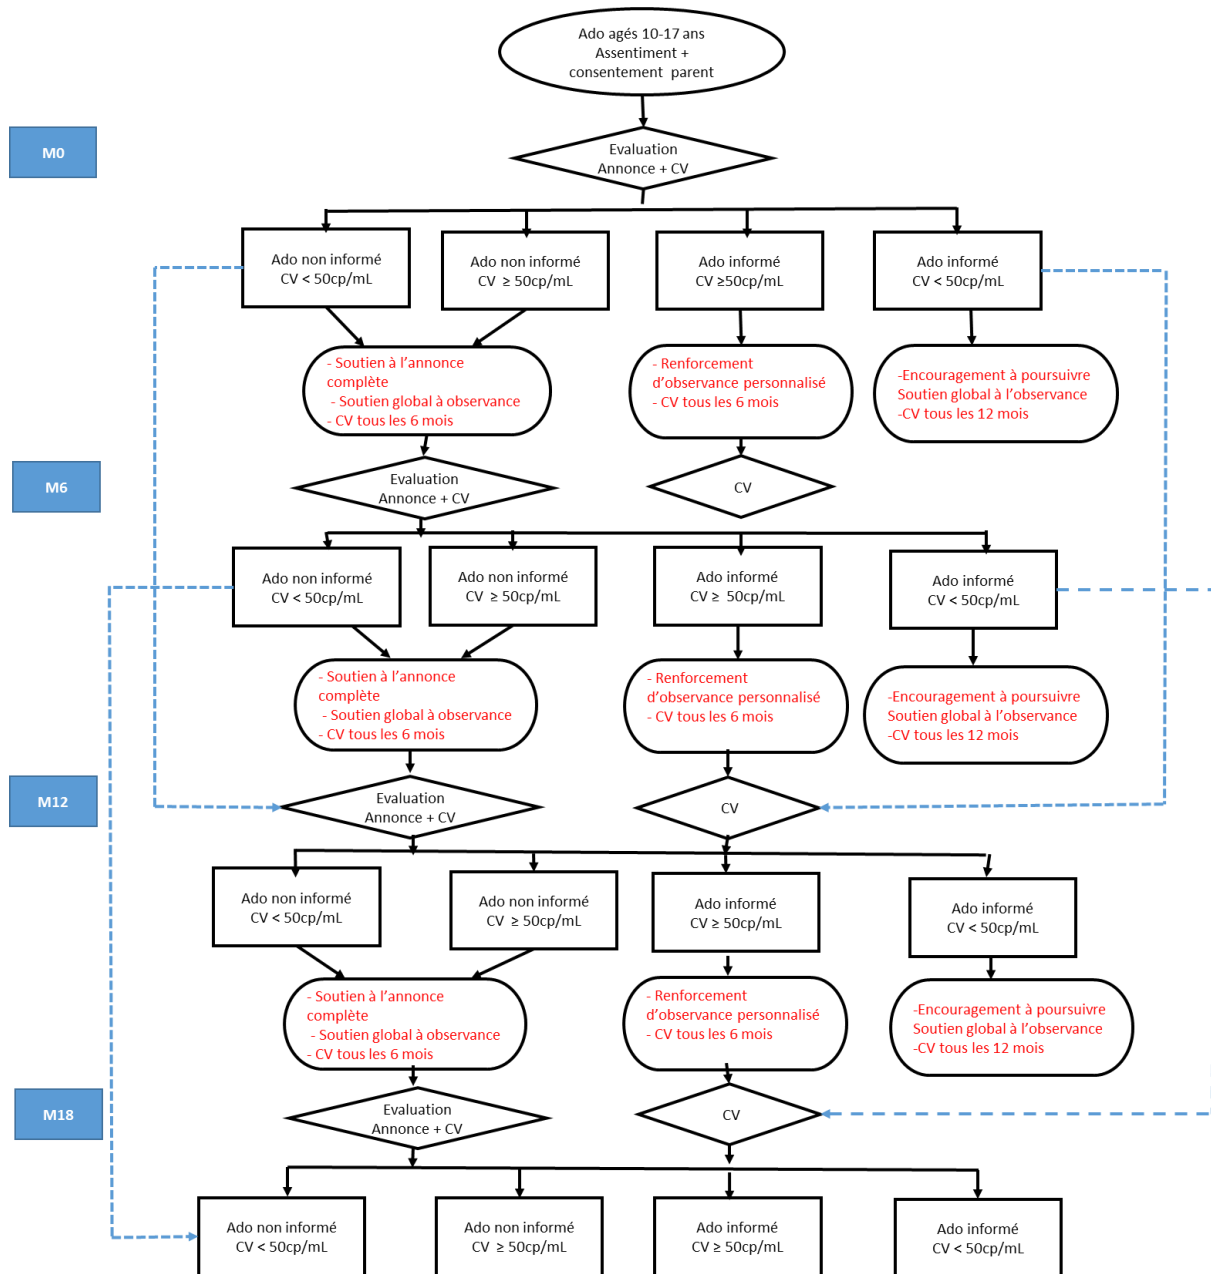 Ado agés 10-17 ans
Assentiment +
consentement parent
M0
Evaluation
Annonce + CV
Ado non informé
CV < 50cp/mL
Ado non informé
CV ≥ 50cp/mL
Ado informé
CV ≥50cp/mL
Ado informé
CV < 50cp/mL
- Soutien à l’annonce
complète
- Soutien global à observance
- CV tous les 6 mois
- Renforcement
d’observance personnalisé
- CV tous les 6 mois
-Encouragement à poursuivre
Soutien global à l’observance
-CV tous les 12 mois
M6
Evaluation
Annonce + CV
CV
Ado non informé
CV < 50cp/mL
Ado non informé
CV ≥ 50cp/mL
Ado informé
CV ≥ 50cp/mL
Ado informé
CV < 50cp/mL
- Soutien à l’annonce
complète
- Soutien global à observance
- CV tous les 6 mois
- Renforcement
d’observance personnalisé
- CV tous les 6 mois
-Encouragement à poursuivre
Soutien global à l’observance
-CV tous les 12 mois
M12
Evaluation
Annonce + CV
CV
Ado non informé
CV < 50cp/mL
Ado non informé
CV ≥ 50cp/mL
Ado informé
CV ≥ 50cp/mL
Ado informé
CV < 50cp/mL
- Soutien à l’annonce
complète
- Soutien global à observance
- CV tous les 6 mois
- Renforcement
d’observance personnalisé
- CV tous les 6 mois
-Encouragement à poursuivre
Soutien global à l’observance
-CV tous les 12 mois
M18
Evaluation
Annonce + CV
CV
Ado non informé
CV < 50cp/mL
Ado non informé
CV ≥ 50cp/mL
Ado informé
CV ≥ 50cp/mL
Ado informé
CV < 50cp/mL